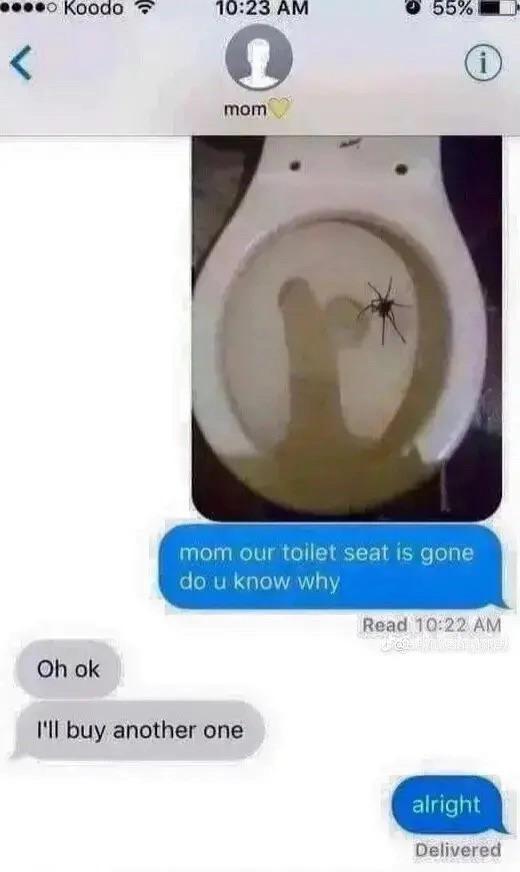 Koodo 10:23 AM 55%
mom💛
mom our toilet seat is gone
do u know why
Read 10:22 AM
Oh ok
I'll buy another one
alright
Delivered